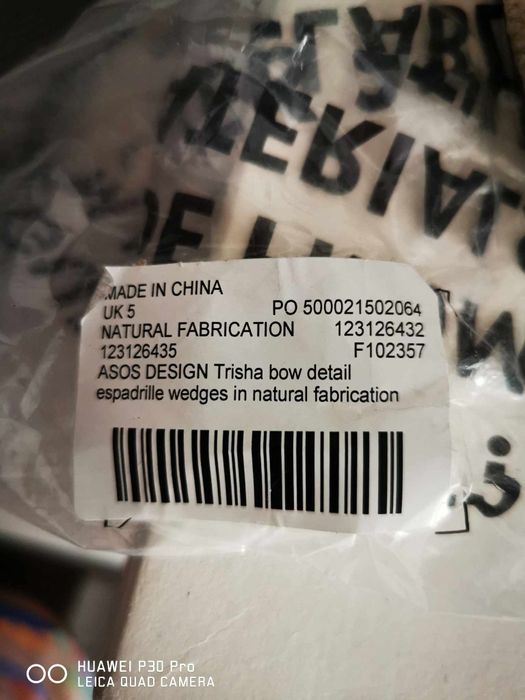 MADE IN CHINA
UK 5 PO 500021502064
NATURAL FABRICATION 123126432
123126435 F102357
ASOS DESIGN Trisha bow detail
espadrille wedges in natural fabrication
HUAWEI P30 Pro
LEICA QUAD CAMERA